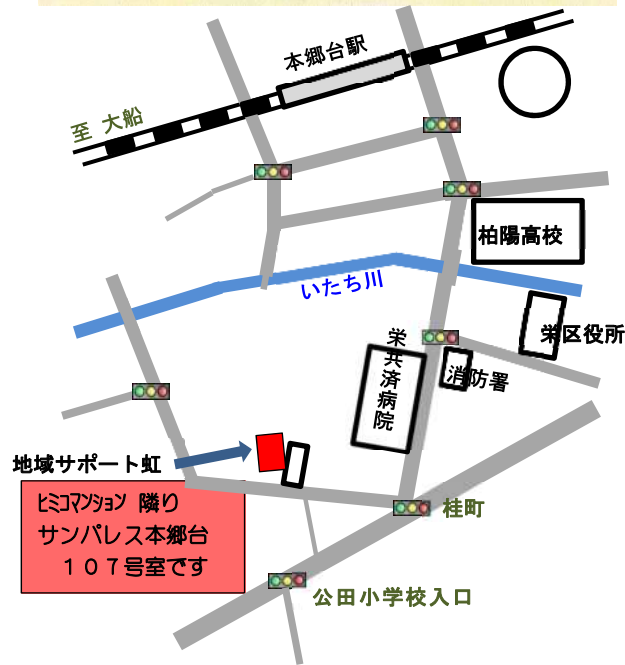 本郷台駅
至 大船
柏陽高校
いたち川
栄区役所
栄共済病院
消防署
地域サポート虹
ﾋﾐｺﾏﾝｼｮﾝ 隣り
サンパレス本郷台
１０７号室です
桂町
公田小学校入口